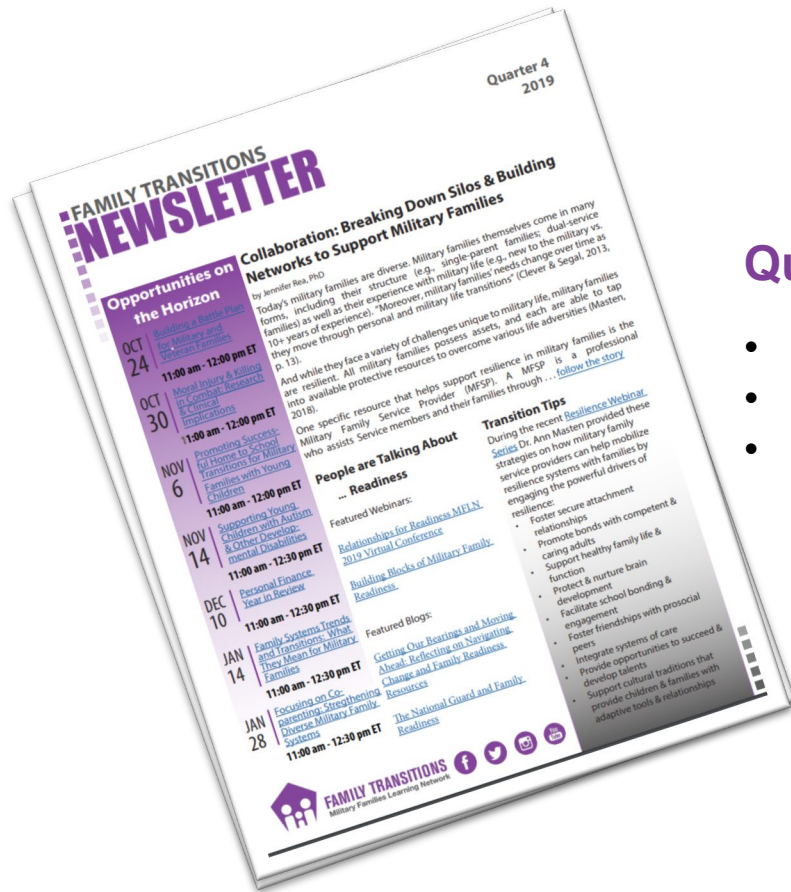 Quarter 4
2019
FAMILY TRANSITIONS
NEWSLETTER
Opportunities on
the Horizon
OCT
24
Building a Battle Plan
for Military and
Veteran Families
11:00 am - 12:00 pm ET
OCT
30
Moral Injury & Killing
in Combat: Research
& Clinical
Implications
11:00 am - 12:00 pm ET
NOV
6
Promoting Success-
ful Home to School
Transitions for Military
Families with Young
Children
11:00 am - 12:00 pm ET
NOV
14
Supporting Young
Children with Autism
& Other Develop-
mental Disabilities
11:00 am - 12:30 pm ET
DEC
10
Personal Finance
Year in Review
11:00 am - 12:30 pm ET
JAN
14
Family Systems Trends
and Transitions: What
They Mean for Military
Families
11:00 am - 12:30 pm ET
JAN
28
Focusing on Co-
parenting: Stregthening
Diverse Military Family
Systems
11:00 am - 12:30 pm ET
Collaboration: Breaking Down Silos & Building
Networks to Support Military Families
by Jennifer Rea, PhD
Today's military families are diverse. Military families themselves come in many
forms, including their structure (e.g., single-parent families; dual-service
families) as well as their experience with military life (e.g., new to the military vs.
10+ years of experience). "Moreover, military families' needs change over time as
they move through personal and military life transitions" (Clever & Segal, 2013,
p. 13).
And while they face a variety of challenges unique to military life, military families
are resilient. All military families possess assets, and each are able to tap
into available protective resources to overcome various life adversities (Masten,
2018).
One specific resource that helps support resilience in military families is the
Military Family Service Provider (MFSP). A MFSP is a professional
who assists Service members and their families through . . . follow the story
People are Talking About
... Readiness
Featured Webinars:
Relationships for Readiness MFLN
2019 Virtual Conference
Building Blocks of Military Family
Readiness
Featured Blogs:
Getting Our Bearings and Moving
Ahead: Reflecting on Navigating
Change and Family Readiness
Resources
The National Guard and Family
Readiness
Transition Tips
During the recent Resilience Webinar
Series Dr. Ann Masten provided these
strategies on how military family
service providers can help mobilize
resilience systems with families by
engaging the powerful drivers of
resilience:
• Foster secure attachment
relationships
• Promote bonds with competent &
caring adults
• Support healthy family life &
function
• Protect & nurture brain
development
• Facilitate school bonding &
engagement
• Foster friendships with prosocial
peers
• Integrate systems of care
• Provide opportunities to succeed &
develop talents
• Support cultural traditions that
provide children & families with
adaptive tools & relationships
FAMILY TRANSITIONS
Military Families Learning Network
You
Tube
Qu
•
•
•